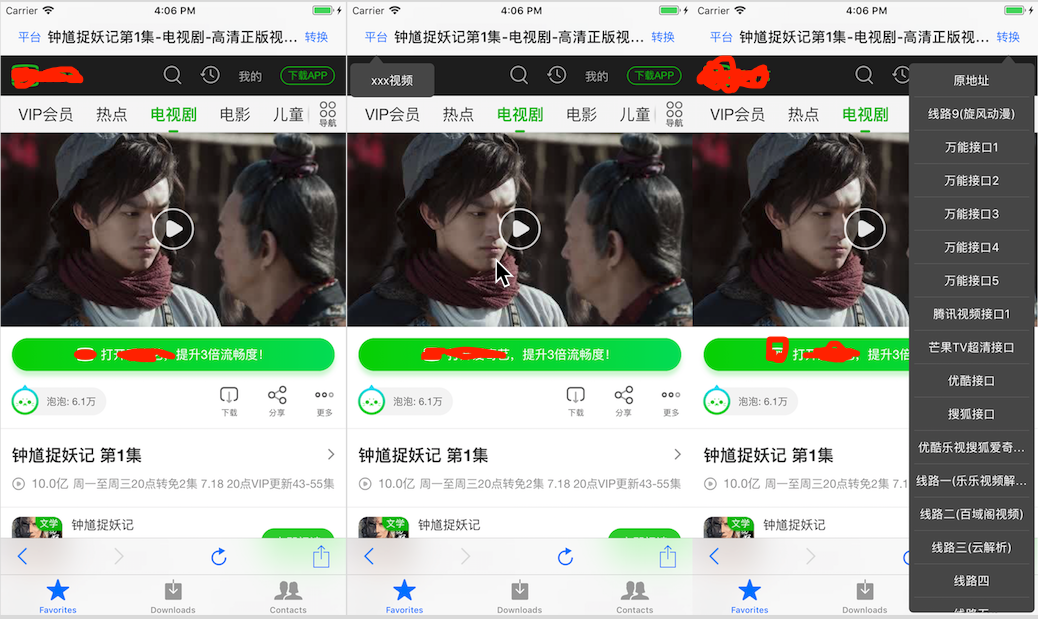 Carrier 4:06 PM
平台 钟馗捉妖记第1集-电视剧-高清正版视... 转换
我的 下载APP
VIP会员 热点 电视剧 电影 儿童 导航
打开 提升3倍流畅度!
泡泡: 6.1万 下载 分享 更多
钟馗捉妖记 第1集
10.0亿 周一至周三20点转免2集 7.18 20点VIP更新43-55集
文学 钟馗捉妖记
Favorites Downloads Contacts
Carrier 4:06 PM
平台 钟馗捉妖记第1集-电视剧-高清正版视... 转换
xxx视频 我的 下载APP
VIP会员 热点 电视剧 电影 儿童 导航
艺，提升3倍流畅度!
泡泡: 6.1万 下载 分享 更多
钟馗捉妖记 第1集
10.0亿 周一至周三20点转免2集 7.18 20点VIP更新43-55集
文学 钟馗捉妖记
Favorites Downloads Contacts
Carrier 4:06 PM
平台 钟馗捉妖记第1集-电视剧-高清正版视... 转换
VIP会员 热点 电视剧
打开 提升3倍
泡泡: 6.1万
钟馗捉妖记 第1集
10.0亿 周一至周三20点转免2集 7.1
文学 钟馗捉妖记
Favorites Downloads
原地址
线路9(旋风动漫)
万能接口1
万能接口2
万能接口3
万能接口4
万能接口5
腾讯视频接口1
芒果TV超清接口
优酷接口
搜狐接口
优酷乐视搜狐爱奇...
线路一(乐乐视频解...
线路二(百域阁视频)
线路三(云解析)
线路四